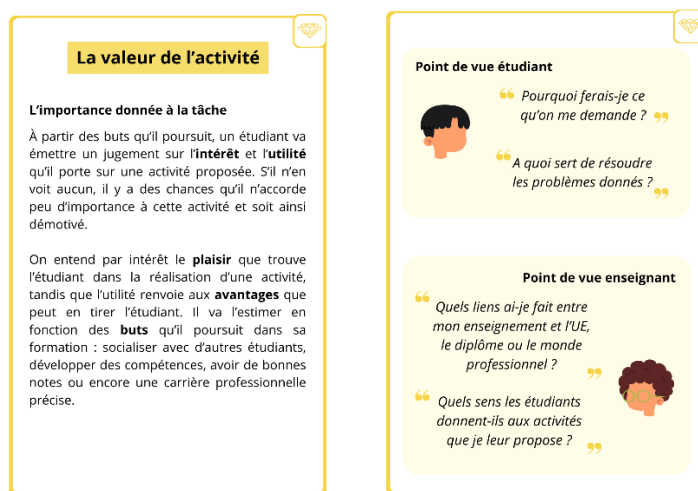 La valeur de l'activité
L'importance donnée à la tâche
À partir des buts qu'il poursuit, un étudiant va
émettre un jugement sur l'intérêt et l'utilité
qu'il porte sur une activité proposée. S'il n'en
voit aucun, il y a des chances qu'il n'accorde
peu d'importance à cette activité et soit ainsi
démotivé.
On entend par intérêt le plaisir que trouve
l'étudiant dans la réalisation d'une activité,
tandis que l'utilité renvoie aux avantages que
peut en tirer l'étudiant. Il va l'estimer en
fonction des buts qu'il poursuit dans sa
formation : socialiser avec d'autres étudiants,
développer des compétences, avoir de bonnes
notes ou encore une carrière professionnelle
précise.
Point de vue étudiant
“ Pourquoi ferais-je ce
qu'on me demande ? ”
“ A quoi sert de résoudre
les problèmes donnés ? ”
Point de vue enseignant
“ Quels liens ai-je fait entre
mon enseignement et l'UE,
le diplôme ou le monde
professionnel ? ”
“ Quels sens les étudiants
donnent-ils aux activités
que je leur propose ? ”